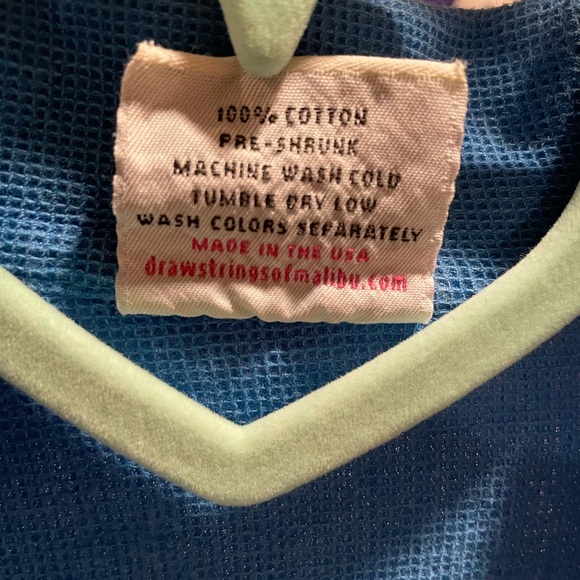 100% COTTON
PRE-SHRUNK
MACHINE WASH COLD
TUMBLE DRY LOW
WASH COLORS SEPARATELY
MADE IN THE USA
drawstringsofmalibu.com